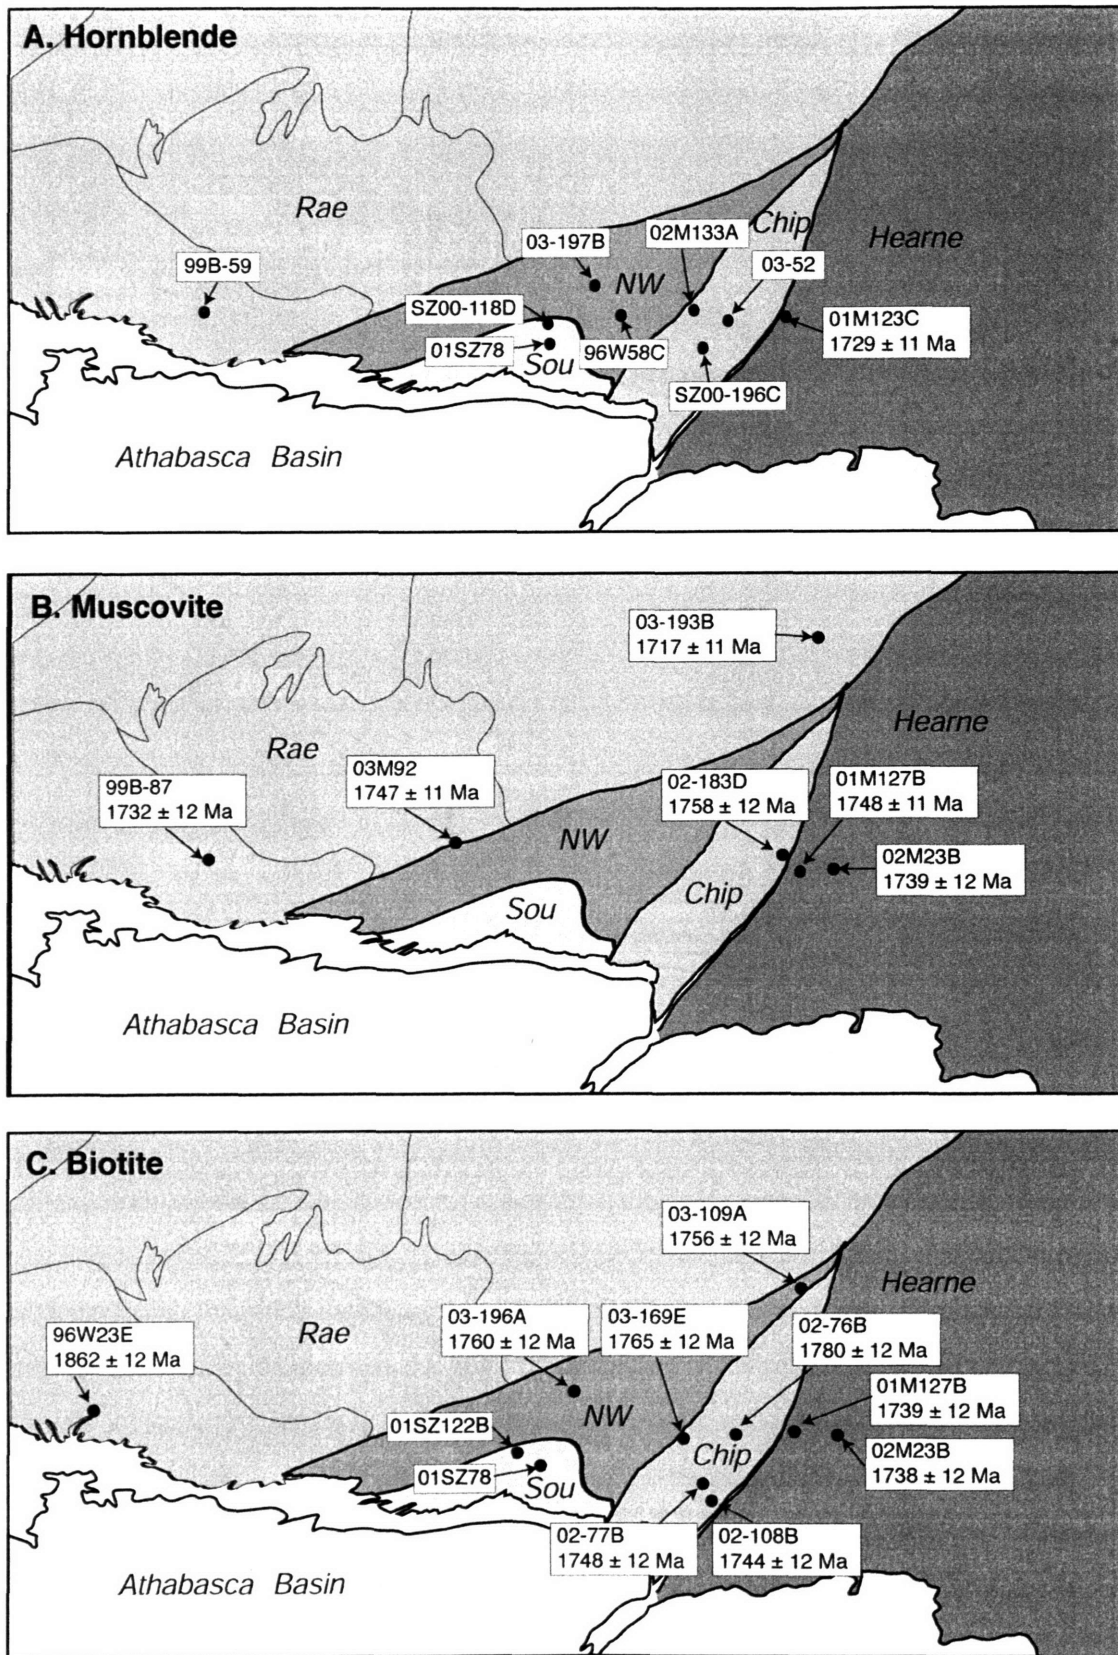 A. Hornblende
Rae
Chip
Hearne
02M133A
03-197B
99B-59
NW
03-52
SZ00-118D
01M123C
1729 ± 11 Ma
01SZ78
Sou
96W58C
SZ00-196C
Athabasca Basin
B. Muscovite
03-193B
1717 ± 11 Ma
Hearne
Rae
03M92
1747 ± 11 Ma
99B-87
1732 ± 12 Ma
02-183D
1758 ± 12 Ma
01M127B
1748 ± 11 Ma
NW
02M23B
1739 ± 12 Ma
Chip
Sou
Athabasca Basin
C. Biotite
03-109A
1756 ± 12 Ma
Hearne
96W23E
1862 ± 12 Ma
Rae
03-196A
1760 ± 12 Ma
03-169E
1765 ± 12 Ma
02-76B
1780 ± 12 Ma
01M127B
1739 ± 12 Ma
NW
01SZ122B
Chip
02M23B
1738 ± 12 Ma
01SZ78
Sou
02-77B
1748 ± 12 Ma
02-108B
1744 ± 12 Ma
Athabasca Basin